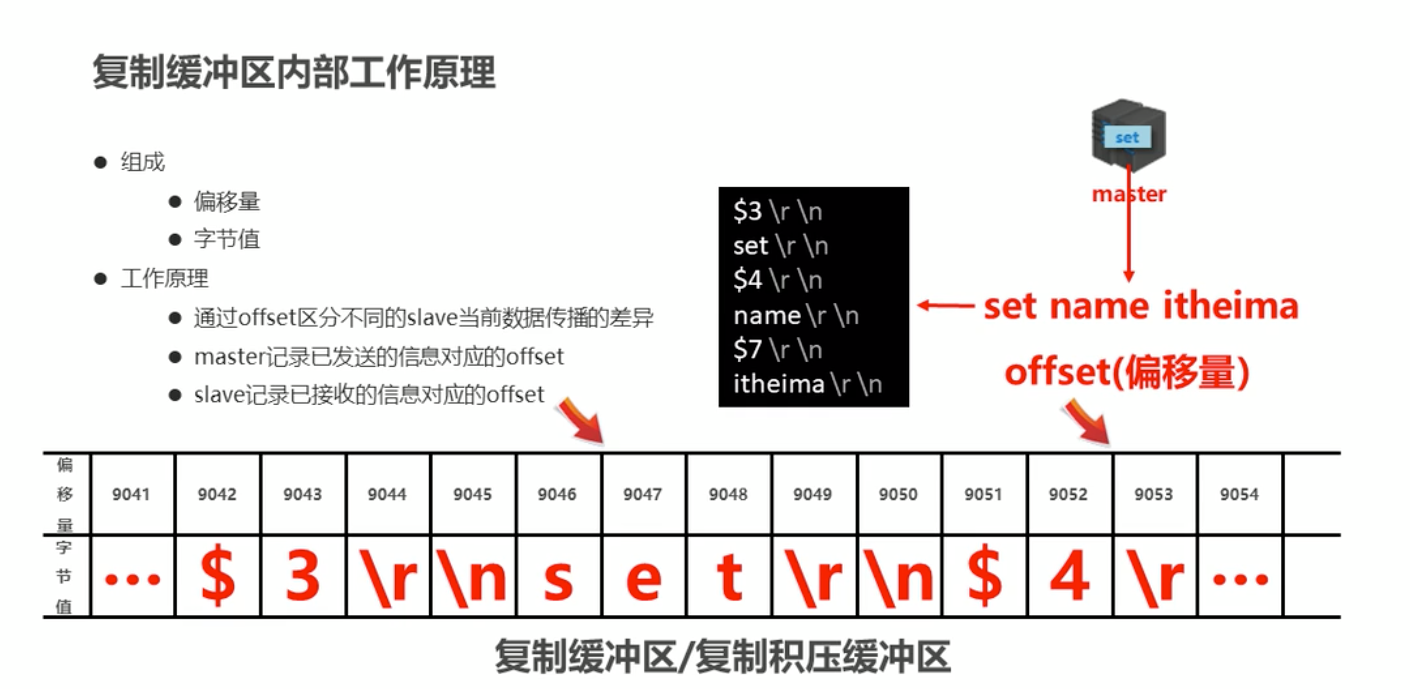 复制缓冲区内部工作原理
● 组成
● 偏移量
● 字节值
● 工作原理
● 通过offset区分不同的slave当前数据传播的差异
● master记录已发送的信息对应的offset
● slave记录已接收的信息对应的offset
$3 \r \n
set \r \n
$4 \r \n
name \r \n
$7 \r \n
itheima \r \n
set
master
set name itheima
offset(偏移量)
偏移量 9041 9042 9043 9044 9045 9046 9047 9048 9049 9050 9051 9052 9053 9054
字节值 ... $ 3 \r \n s e t \r \n $ 4 \r ...
复制缓冲区/复制积压缓冲区